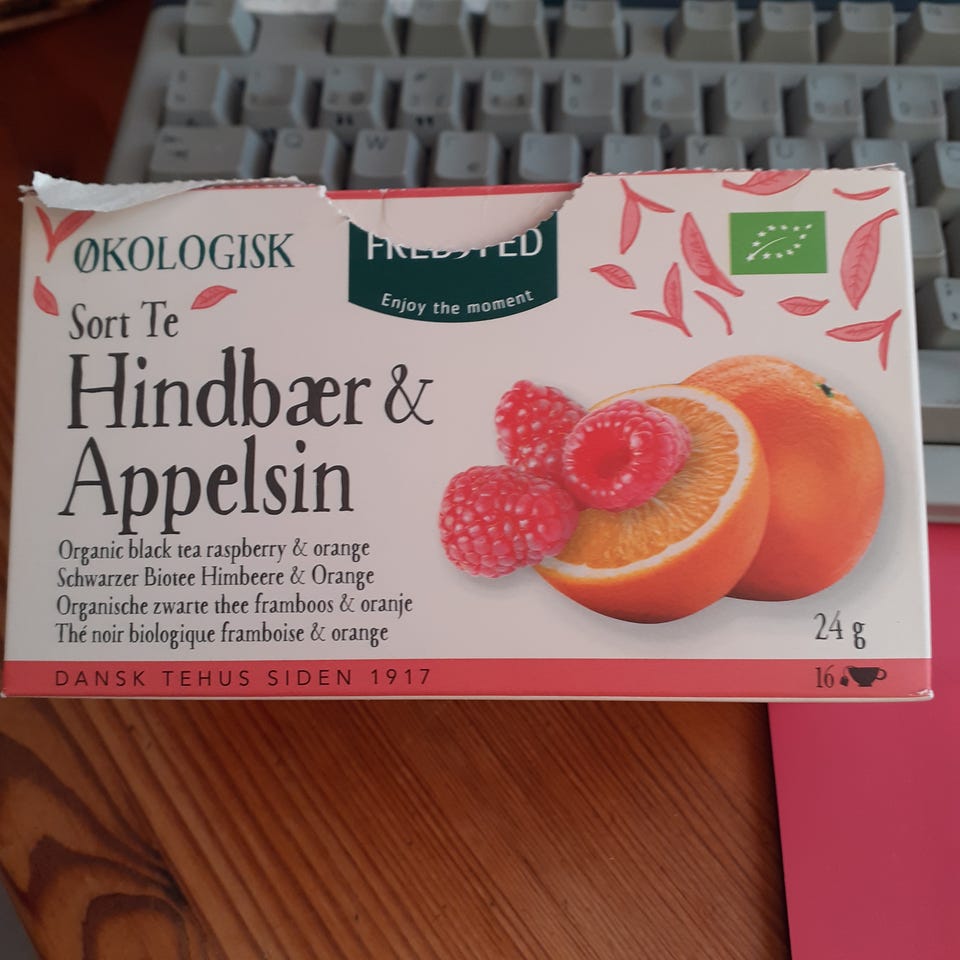 Q W
Y U
ØKOLOGISK
Enjoy the moment
Sort Te
Hindbær &
Appelsin
Organic black tea raspberry & orange
Schwarzer Biotee Himbeere & Orange
Organische zwarte thee framboos & oranje
Thé noir biologique framboise & orange
24 g
DANSK TEHUS SIDEN 1917
16